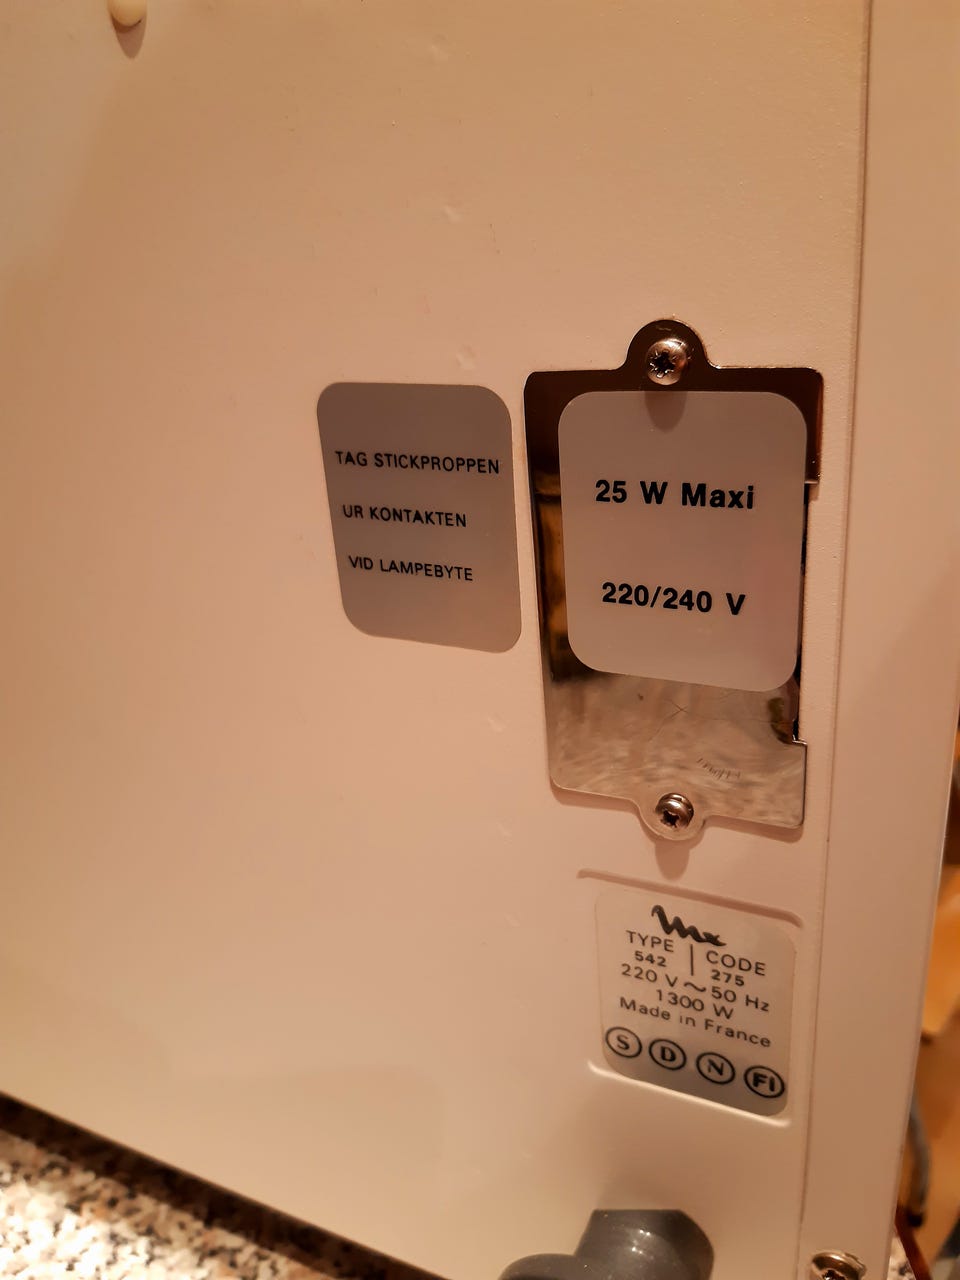 TAG STICKPROPPEN
UR KONTAKTEN
VID LAMPEBYTE
25 W Maxi
220/240 V
TYPE | CODE
542 | 275
220 V ~ 50 Hz
1300 W
Made in France
S D N FI